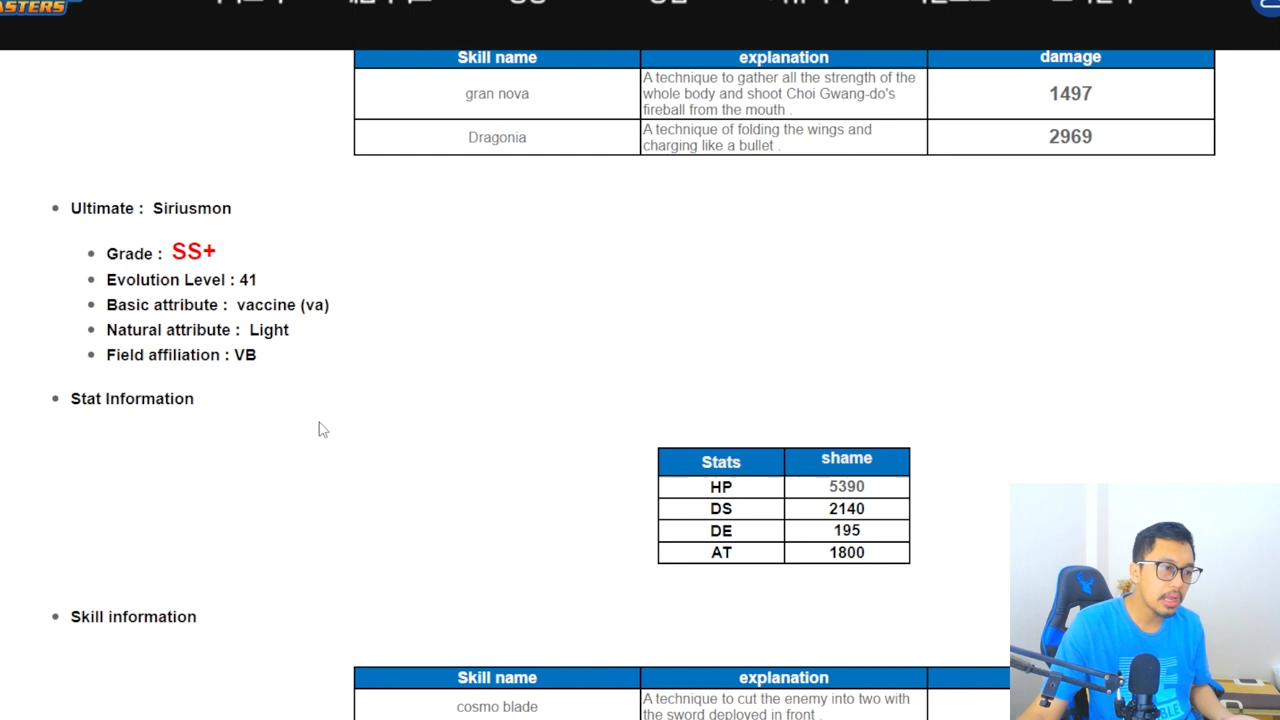 ASTERS
Skill name explanation damage
gran nova
A technique to gather all the strength of the
whole body and shoot Choi Gwang-do's
fireball from the mouth .
1497
Dragonia
A technique of folding the wings and
charging like a bullet .
2969
Ultimate : Siriusmon
Grade : SS+
Evolution Level : 41
Basic attribute : vaccine (va)
Natural attribute : Light
Field affiliation : VB
Stat Information
Stats shame
HP 5390
DS 2140
DE 195
AT 1800
Skill information
Skill name explanation
cosmo blade
A technique to cut the enemy into two with
the sword deployed in front .